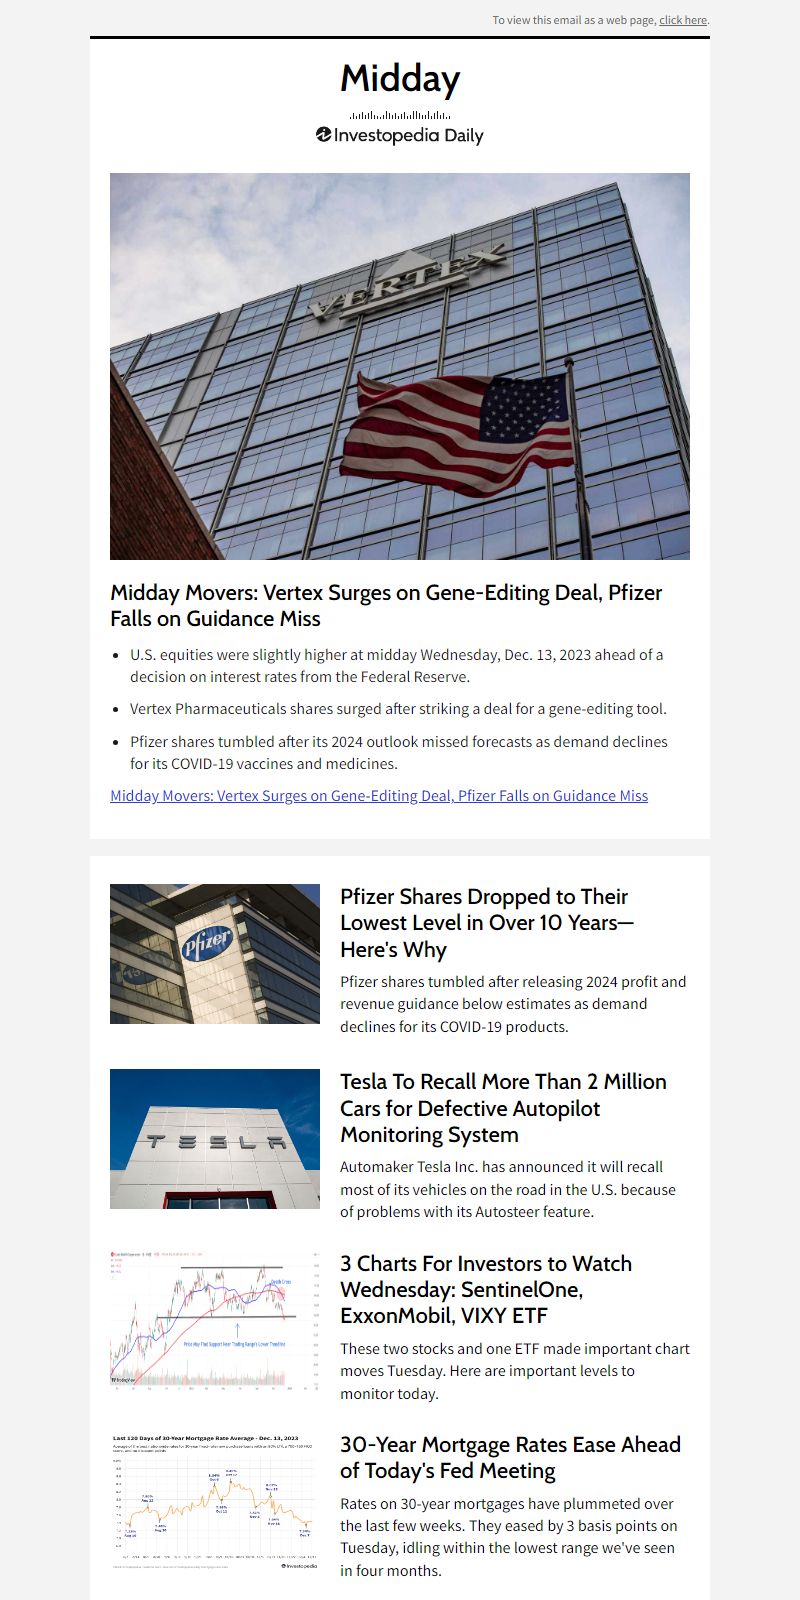 To view this email as a web page, click here.
Midday
Investopedia Daily
VERTEX
Midday Movers: Vertex Surges on Gene-Editing Deal, Pfizer
Falls on Guidance Miss
U.S. equities were slightly higher at midday Wednesday, Dec. 13, 2023 ahead of a
decision on interest rates from the Federal Reserve.
Vertex Pharmaceuticals shares surged after striking a deal for a gene-editing tool.
Pfizer shares tumbled after its 2024 outlook missed forecasts as demand declines
for its COVID-19 vaccines and medicines.
Midday Movers: Vertex Surges on Gene-Editing Deal, Pfizer Falls on Guidance Miss
Pfizer
Pfizer Shares Dropped to Their
Lowest Level in Over 10 Years—
Here's Why
Pfizer shares tumbled after releasing 2024 profit and
revenue guidance below estimates as demand
declines for its COVID-19 products.
TESLA
Tesla To Recall More Than 2 Million
Cars for Defective Autopilot
Monitoring System
Automaker Tesla Inc. has announced it will recall
most of its vehicles on the road in the U.S. because
of problems with its Autosteer feature.
Death Cross
Price May Find Support Near Trading Range's Lower Trendline
TradingView
3 Charts For Investors to Watch
Wednesday: SentinelOne,
ExxonMobil, VIXY ETF
These two stocks and one ETF made important chart
moves Tuesday. Here are important levels to
monitor today.
Last 120 Days of 30-Year Mortgage Rate Average - Dec. 13, 2023
Investopedia
30-Year Mortgage Rates Ease Ahead
of Today's Fed Meeting
Rates on 30-year mortgages have plummeted over
the last few weeks. They eased by 3 basis points on
Tuesday, idling within the lowest range we've seen
in four months.